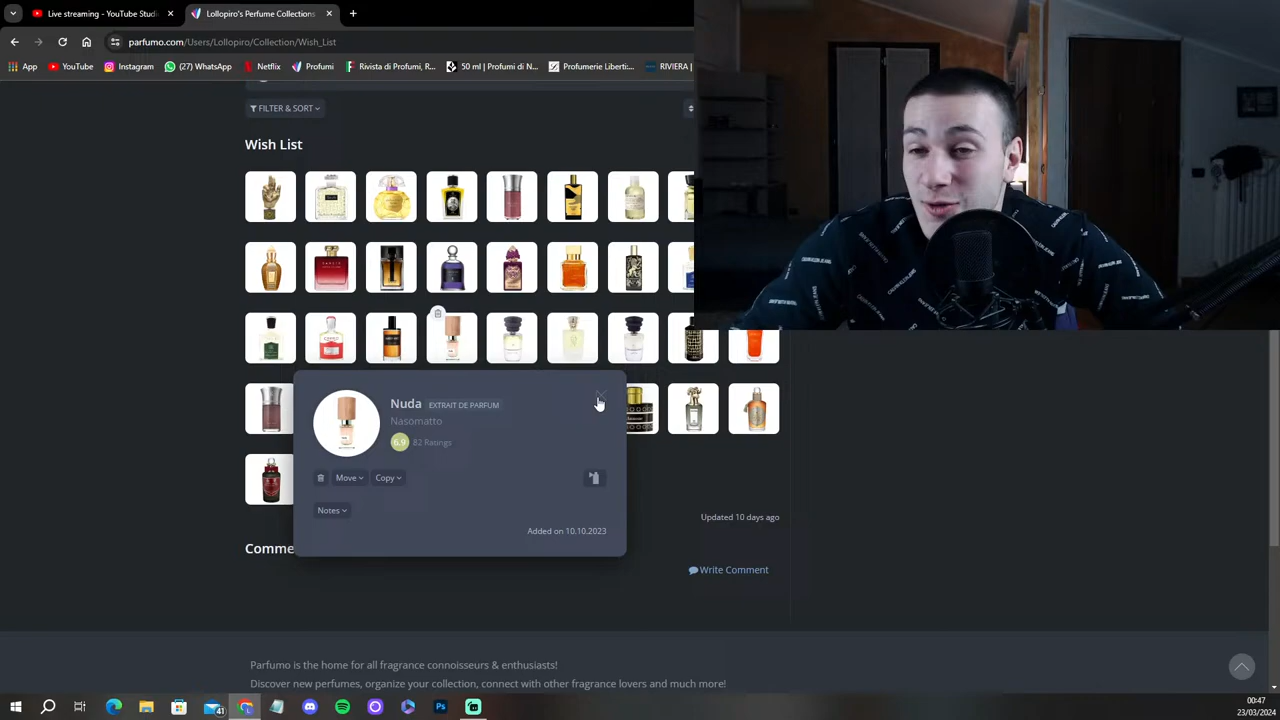 Live streaming - YouTube Studi
Lollopiro's Perfume Collections
parfumo.com/Users/Lollopiro/Collection/Wish_List
App
YouTube
Instagram
(27) WhatsApp
Netflix
Profumi
Rivista di Profumi, R...
50 ml | Profumi di N...
Profumerie Liberti:...
RIVIERA |
FILTER & SORT
Wish List
Nuda EXTRAIT DE PARFUM
Nasomatto
6.9 82 Ratings
Move
Copy
Notes
Added on 10.10.2023
Updated 10 days ago
Comme
Write Comment
Parfumo is the home for all fragrance connoisseurs & enthusiasts!
Discover new perfumes, organize your collection, connect with other fragrance lovers and much more!
41
00:47
23/03/2024